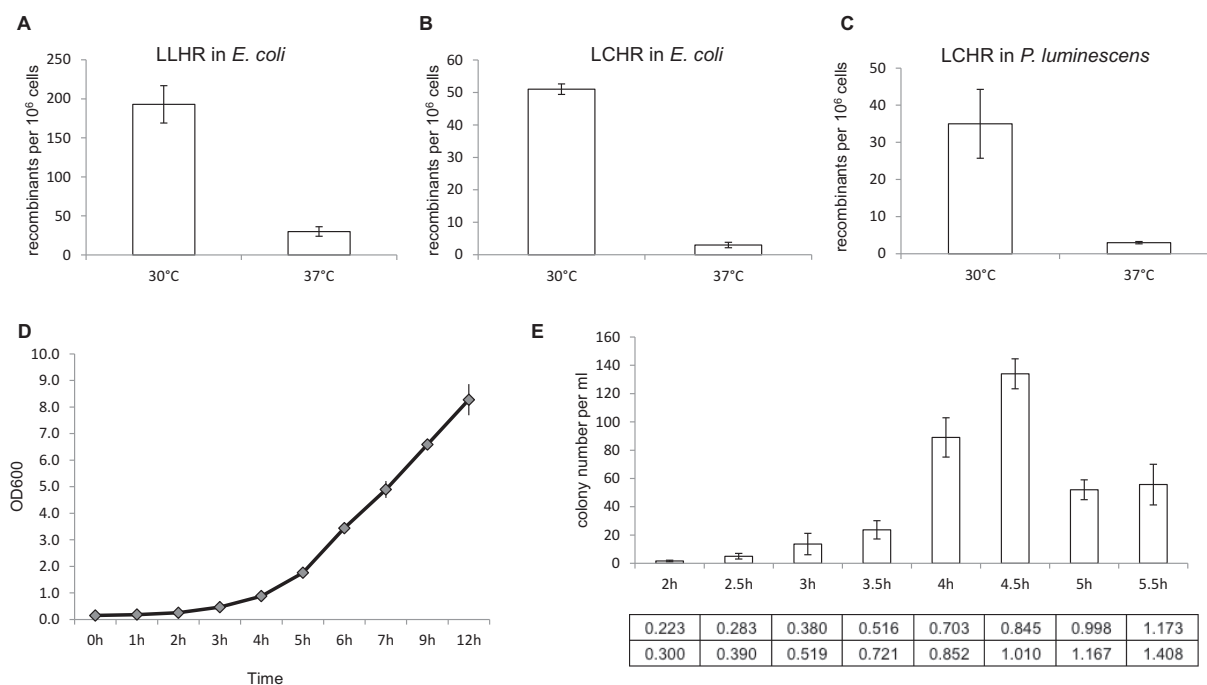 A
LLHR in E. coli
recombinants per 10⁶ cells
250
200
150
100
50
0
30°C 37°C
B
LCHR in E. coli
recombinants per 10⁶ cells
60
50
40
30
20
10
0
30°C 37°C
C
LCHR in P. luminescens
recombinants per 10⁶ cells
50
40
30
20
10
0
30°C 37°C
D
OD600
10.0
9.0
8.0
7.0
6.0
5.0
4.0
3.0
2.0
1.0
0.0
0h 1h 2h 3h 4h 5h 6h 7h 9h 12h
Time
E
colony number per ml
160
140
120
100
80
60
40
20
0
2h 2.5h 3h 3.5h 4h 4.5h 5h 5.5h
0.223 0.283 0.380 0.516 0.703 0.845 0.998 1.173
0.300 0.390 0.519 0.721 0.852 1.010 1.167 1.408